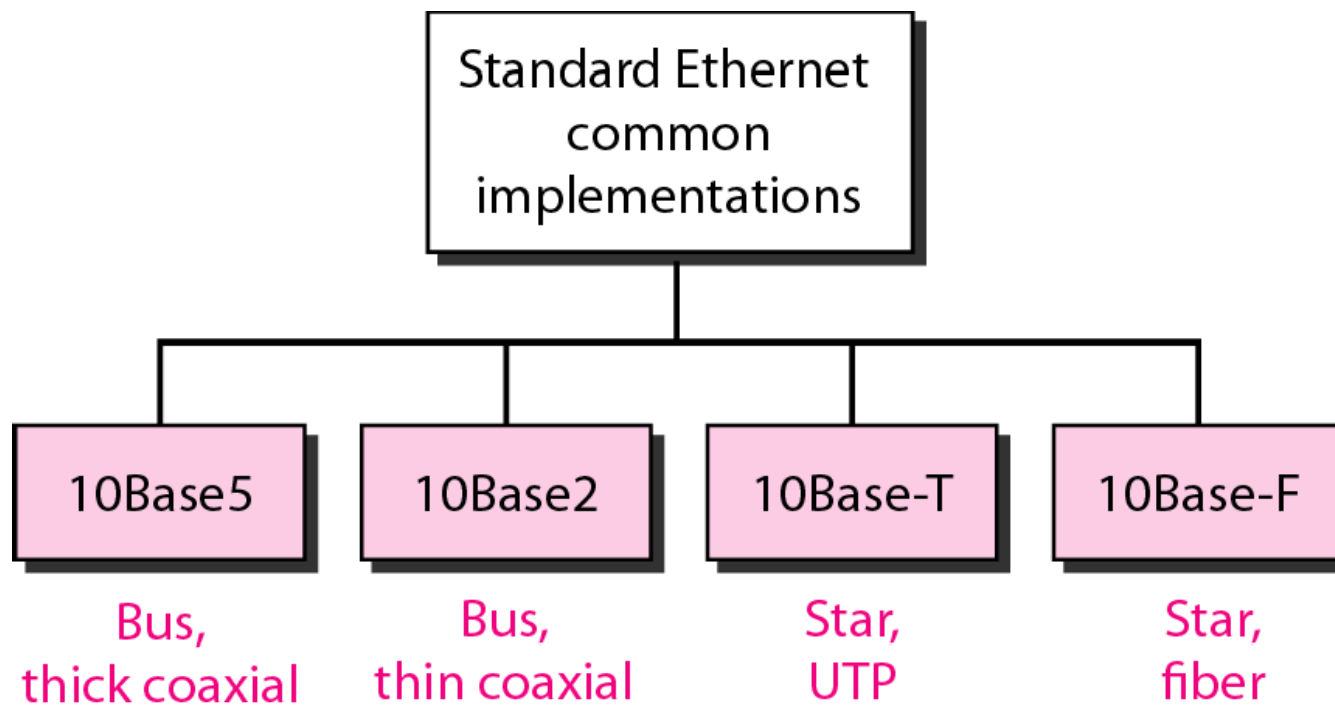 Standard Ethernet
common
implementations
10Base5
10Base2
10Base-T
10Base-F
Bus,
thick coaxial
Bus,
thin coaxial
Star,
UTP
Star,
fiber